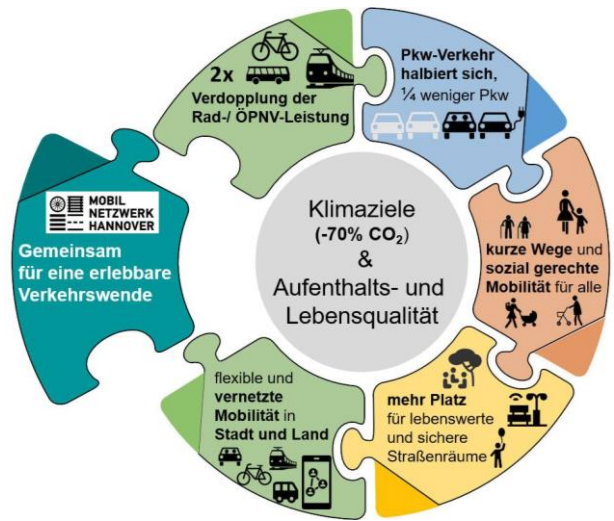 2x
Verdopplung der
Rad-/ ÖPNV-Leistung
Pkw-Verkehr
halbiert sich,
¼ weniger Pkw
kurze Wege und
sozial gerechte
Mobilität für alle
mehr Platz
für lebenswerte
und sichere
Straßenräume
flexible und
vernetzte
Mobilität in
Stadt und Land
MOBIL
NETZWERK
HANNOVER
Gemeinsam
für eine erlebbare
Verkehrswende
Klimaziele
(-70% CO₂)
&
Aufenthalts- und
Lebensqualität